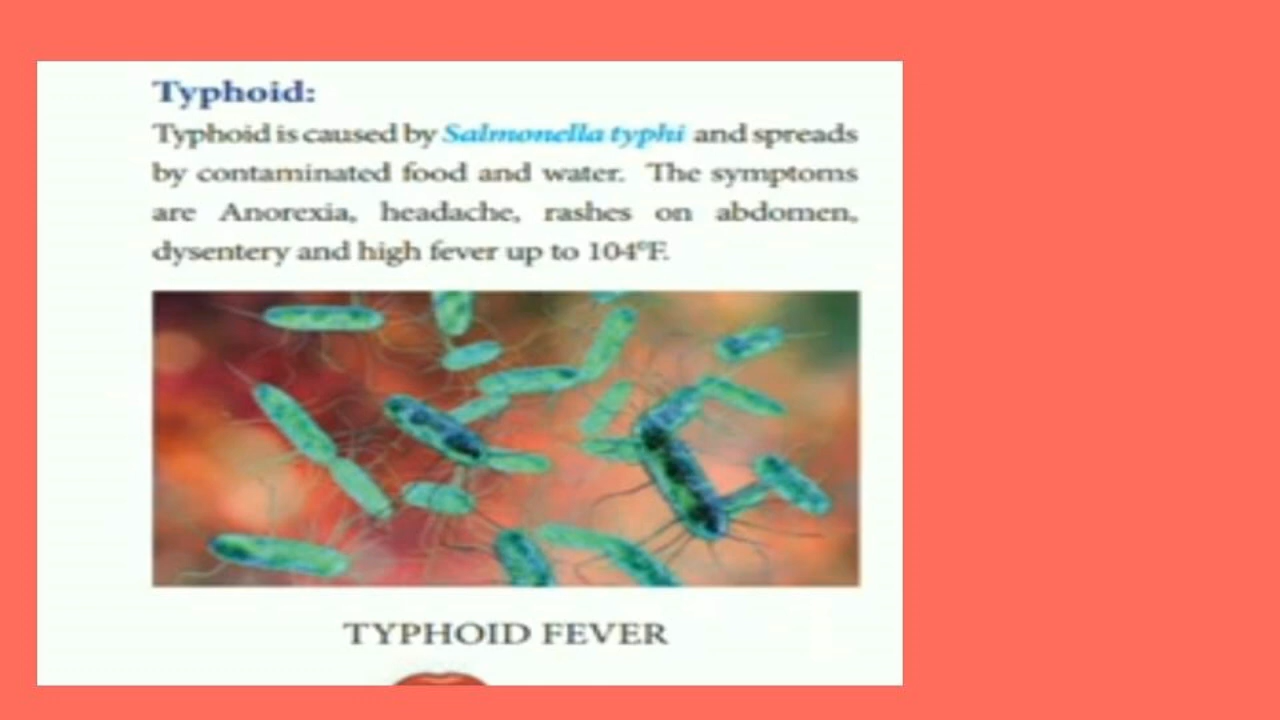 Typhoid:
Typhoid is caused by Salmonella typhi and spreads
by contaminated food and water. The symptoms
are Anorexia, headache, rashes on abdomen,
dysentery and high fever up to 104°F.
TYPHOID FEVER